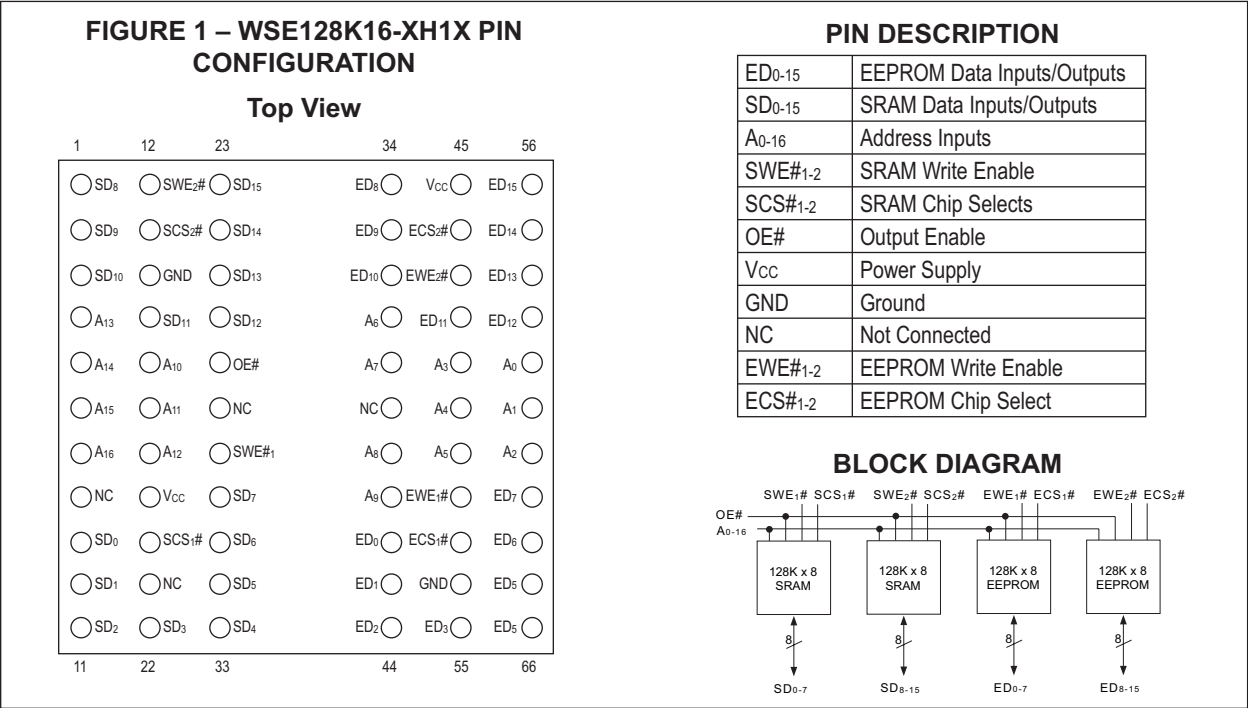 FIGURE 1 – WSE128K16-XH1X PIN
CONFIGURATION
Top View
1 12 23 34 45 56
SD8 SWE2# SD15 ED8 VCC ED15
SD9 SCS2# SD14 ED9 ECS2# ED14
SD10 GND SD13 ED10 EWE2# ED13
A13 SD11 SD12 A6 ED11 ED12
A14 A10 OE# A7 A3 A0
A15 A11 NC NC A4 A1
A16 A12 SWE#1 A8 A5 A2
NC VCC SD7 A9 EWE1# ED7
SD0 SCS1# SD6 ED0 ECS1# ED6
SD1 NC SD5 ED1 GND ED5
SD2 SD3 SD4 ED2 ED3 ED5
11 22 33 44 55 66
PIN DESCRIPTION
ED0-15 EEPROM Data Inputs/Outputs
SD0-15 SRAM Data Inputs/Outputs
A0-16 Address Inputs
SWE#1-2 SRAM Write Enable
SCS#1-2 SRAM Chip Selects
OE# Output Enable
VCC Power Supply
GND Ground
NC Not Connected
EWE#1-2 EEPROM Write Enable
ECS#1-2 EEPROM Chip Select
BLOCK DIAGRAM
SWE1# SCS1# SWE2# SCS2# EWE1# ECS1# EWE2# ECS2#
OE#
A0-16
128K x 8 128K x 8 128K x 8 128K x 8
SRAM SRAM EEPROM EEPROM
8 8 8 8
SD0-7 SD8-15 ED0-7 ED8-15